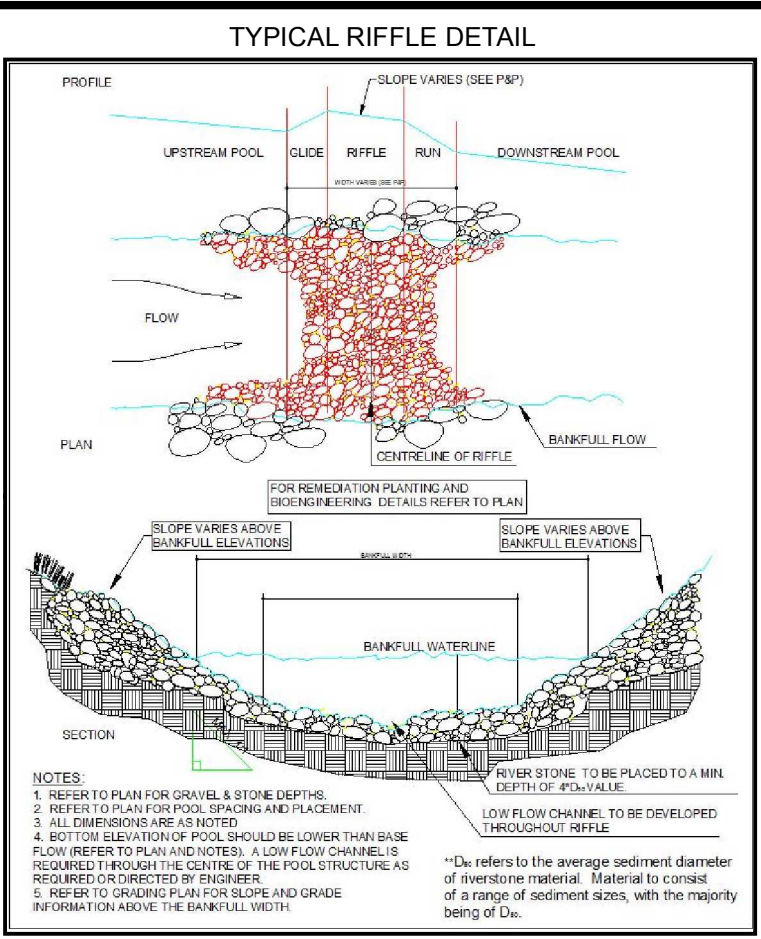 TYPICAL RIFFLE DETAIL
PROFILE
SLOPE VARIES (SEE P&P)
UPSTREAM POOL
GLIDE
RIFFLE
RUN
DOWNSTREAM POOL
WIDTH VARIES (SEE P&P)
FLOW
PLAN
BANKFULL FLOW
CENTRELINE OF RIFFLE
FOR REMEDIATION PLANTING AND
BIOENGINEERING DETAILS REFER TO PLAN
SLOPE VARIES ABOVE
BANKFULL ELEVATIONS
SLOPE VARIES ABOVE
BANKFULL ELEVATIONS
BANKFULL WIDTH
BANKFULL WATERLINE
SECTION
RIVER STONE TO BE PLACED TO A MIN.
DEPTH OF 4*D₅₀ VALUE.
LOW FLOW CHANNEL TO BE DEVELOPED
THROUGHOUT RIFFLE
NOTES:
1. REFER TO PLAN FOR GRAVEL & STONE DEPTHS.
2. REFER TO PLAN FOR POOL SPACING AND PLACEMENT.
3. ALL DIMENSIONS ARE AS NOTED
4. BOTTOM ELEVATION OF POOL SHOULD BE LOWER THAN BASE
FLOW (REFER TO PLAN AND NOTES). A LOW FLOW CHANNEL IS
REQUIRED THROUGH THE CENTRE OF THE POOL STRUCTURE AS
REQUIRED OR DIRECTED BY ENGINEER.
5. REFER TO GRADING PLAN FOR SLOPE AND GRADE
INFORMATION ABOVE THE BANKFULL WIDTH.
**D₅₀ refers to the average sediment diameter
of riverstone material. Material to consist
of a range of sediment sizes, with the majority
being of D₅₀.